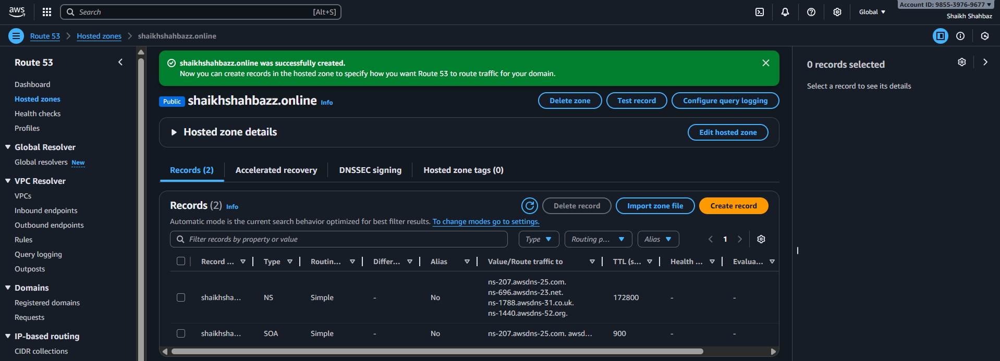 aws
Search
[Alt+S]
Global
Account ID: 9855-3976-9677
Shaikh Shahbaz
Route 53
Hosted zones
shaikhshahbazz.online
Route 53
Dashboard
Hosted zones
Health checks
Profiles
Global Resolver
Global resolvers New
VPC Resolver
VPCs
Inbound endpoints
Outbound endpoints
Rules
Query logging
Outposts
Domains
Registered domains
Requests
IP-based routing
CIDR collections
shaikhshahbazz.online was successfully created.
Now you can create records in the hosted zone to specify how you want Route 53 to route traffic for your domain.
Public shaikhshahbazz.online Info
Delete zone
Test record
Configure query logging
Hosted zone details
Edit hosted zone
Records (2)
Accelerated recovery
DNSSEC signing
Hosted zone tags (0)
Records (2) Info
Delete record
Import zone file
Create record
Automatic mode is the current search behavior optimized for best filter results. To change modes go to settings.
Filter records by property or value
Type
Routing p...
Alias
1
Record ...
Type
Routin...
Differ...
Alias
Value/Route traffic to
TTL (s...
Health ...
Evalua...
shaikhsha...
NS
Simple
-
No
ns-207.awsdns-25.com.
ns-696.awsdns-23.net.
ns-1788.awsdns-31.co.uk.
ns-1440.awsdns-52.org.
172800
-
-
shaikhsha...
SOA
Simple
-
No
ns-207.awsdns-25.com. awsd...
900
-
-
0 records selected
Select a record to see its details